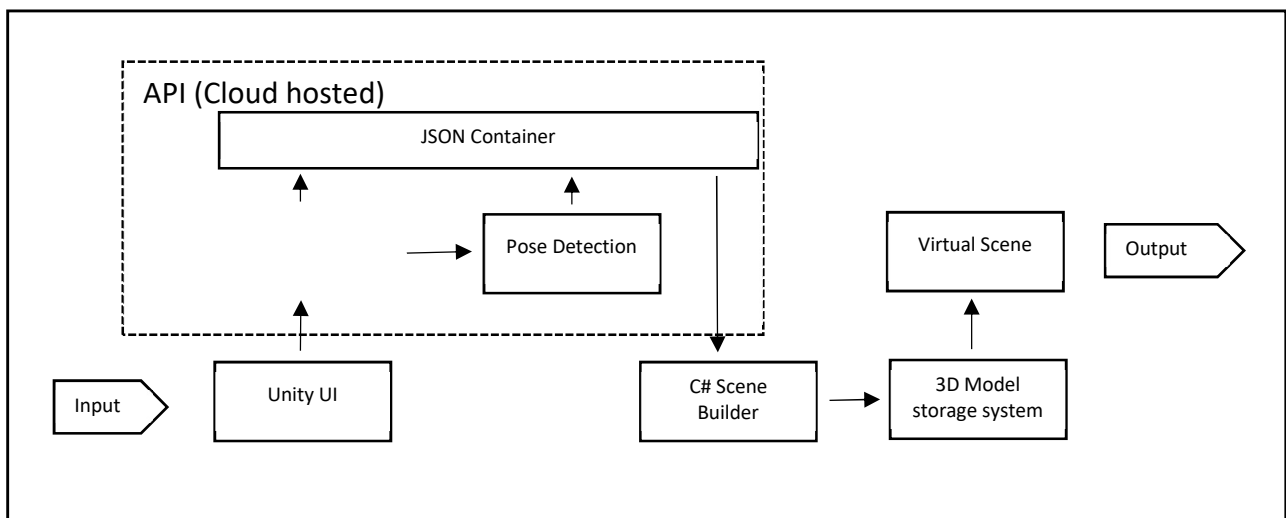 API (Cloud hosted)
JSON Container
Pose Detection
Virtual Scene
Output
Input
Unity UI
C# Scene
Builder
3D Model
storage system